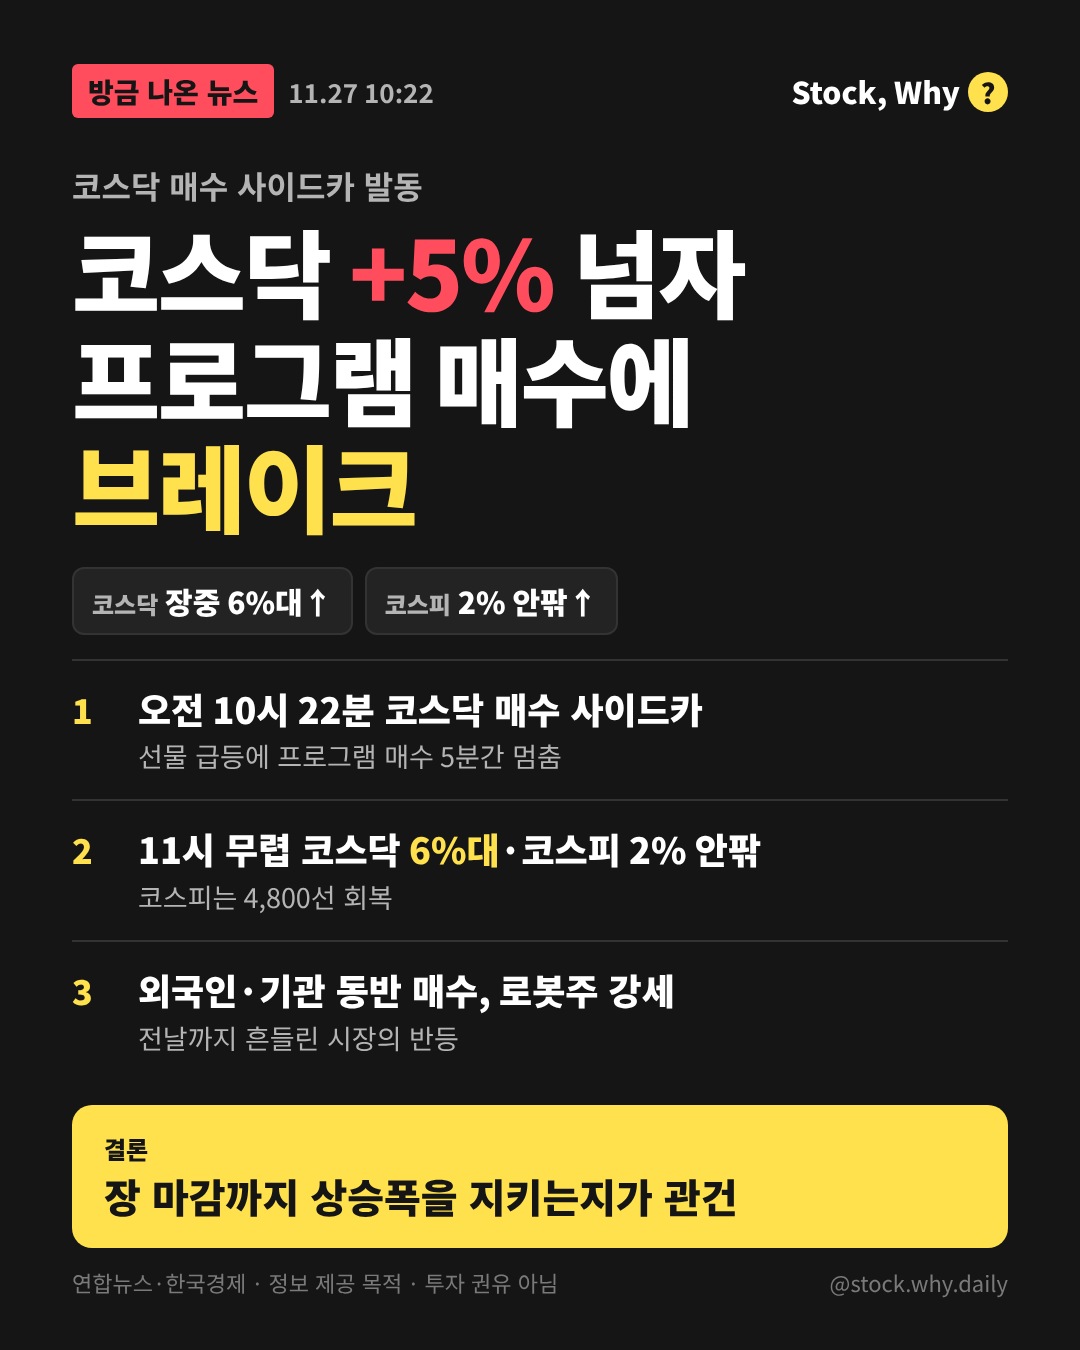 방금 나온 뉴스 11.27 10:22 Stock, Why ?
코스닥 매수 사이드카 발동
코스닥 +5% 넘자
프로그램 매수에
브레이크
코스닥 장중 6%대↑ 코스피 2% 안팎↑
1 오전 10시 22분 코스닥 매수 사이드카
선물 급등에 프로그램 매수 5분간 멈춤
2 11시 무렵 코스닥 6%대·코스피 2% 안팎
코스피는 4,800선 회복
3 외국인·기관 동반 매수, 로봇주 강세
전날까지 흔들린 시장의 반등
결론
장 마감까지 상승폭을 지키는지가 관건
연합뉴스·한국경제 · 정보 제공 목적 · 투자 권유 아님 @stock.why.daily